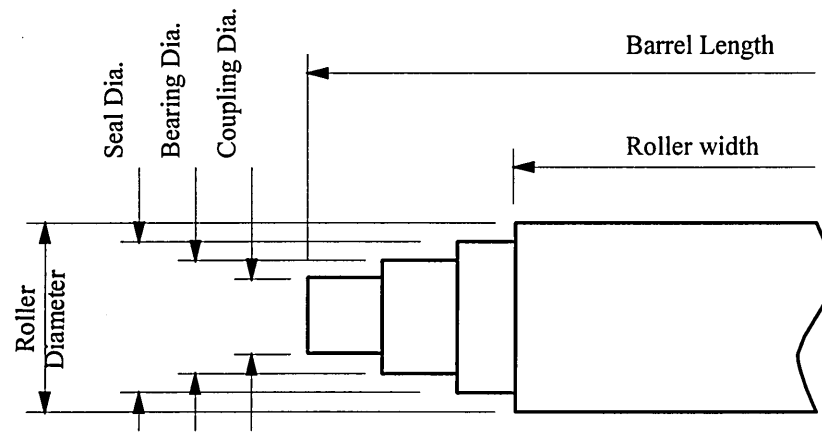 Seal Dia.
Bearing Dia.
Coupling Dia.
Barrel Length
Roller width
Roller
Diameter